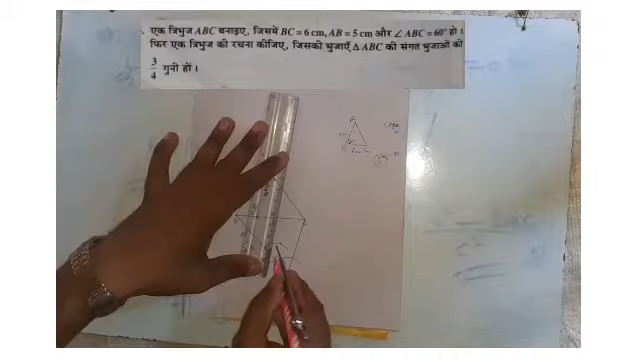 एक त्रिभुज ABC बनाइए, जिसमें BC = 6 cm, AB = 5 cm और ∠ ABC = 60° हो।
फिर एक त्रिभुज की रचना कीजिए, जिसकी भुजाएँ Δ ABC की संगत भुजाओं की
3/4 गुनी हों।